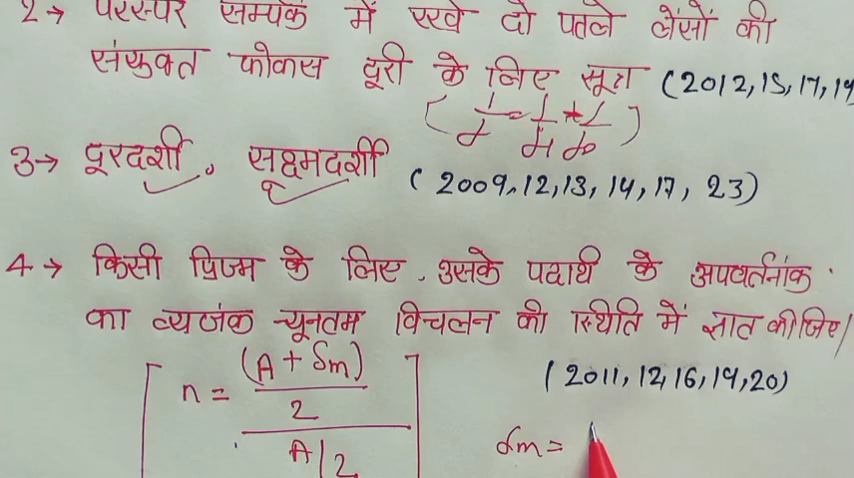 2→ परस्पर सम्पर्क में रखे दो पतले लेंसों की
संयुक्त फोकस दूरी के लिए सूत्र (2012,15,17,19
3→ दूरदर्शी, सूक्ष्मदर्शी (2009,12,13,14,17,23)
4→ किसी प्रिज्म के लिए उसके पदार्थ के अपवर्तनांक
का व्यंजक न्यूनतम विचलन की स्थिति में ज्ञात कीजिए/
(2011,12,16,19,20)
n = (A + δm)
2
A/2
δm =